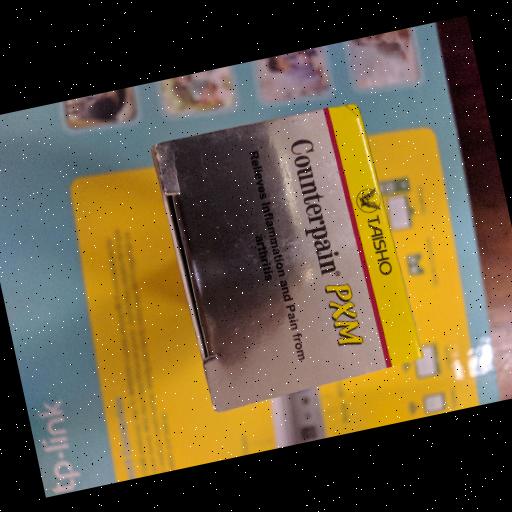 TAISHO
Counterpain® PXM
Relieves Inflammation and Pain from
arthritis.
tp-link